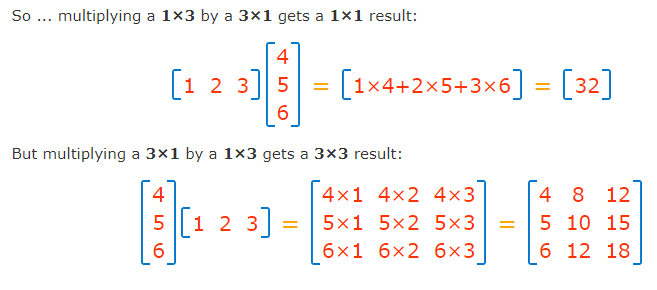 So ... multiplying a 1×3 by a 3×1 gets a 1×1 result:
[1 2 3] [4
5
6] = [1×4+2×5+3×6] = [32]
But multiplying a 3×1 by a 1×3 gets a 3×3 result:
4 4×1 4×2 4×3 4 8 12
5 [1 2 3] = 5×1 5×2 5×3 = 5 10 15
6 6×1 6×2 6×3 6 12 18